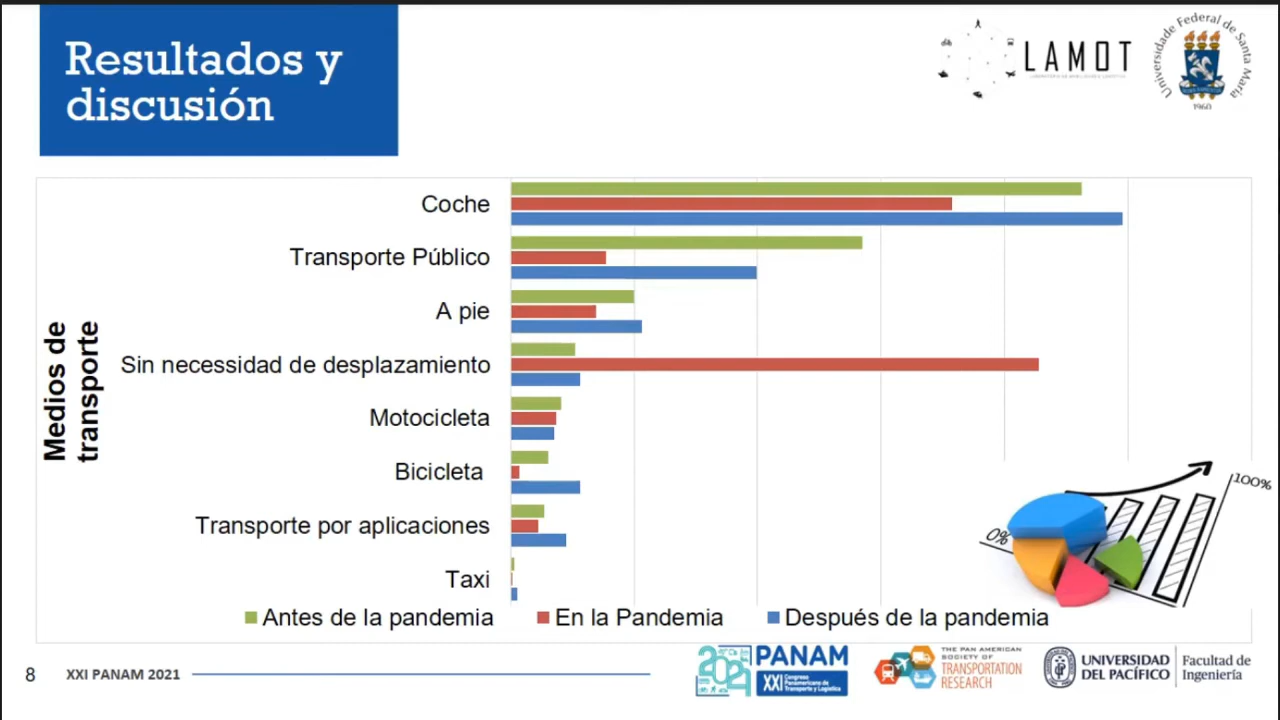 Resultados y
discusión
LAMOT
Universidade Federal de Santa Maria
1960
Coche
Transporte Público
A pie
Sin necessidad de desplazamiento
Motocicleta
Bicicleta
Transporte por aplicaciones
Taxi
Medios de
transporte
0%
100%
Antes de la pandemia
En la Pandemia
Después de la pandemia
8
XXI PANAM 2021
2021
PANAM
XXI
Congreso
Panamericano de
Transporte y Logística
THE PAN AMERICAN
SOCIETY OF
TRANSPORTATION
RESEARCH
UNIVERSIDAD
DEL PACÍFICO
Facultad de
Ingeniería